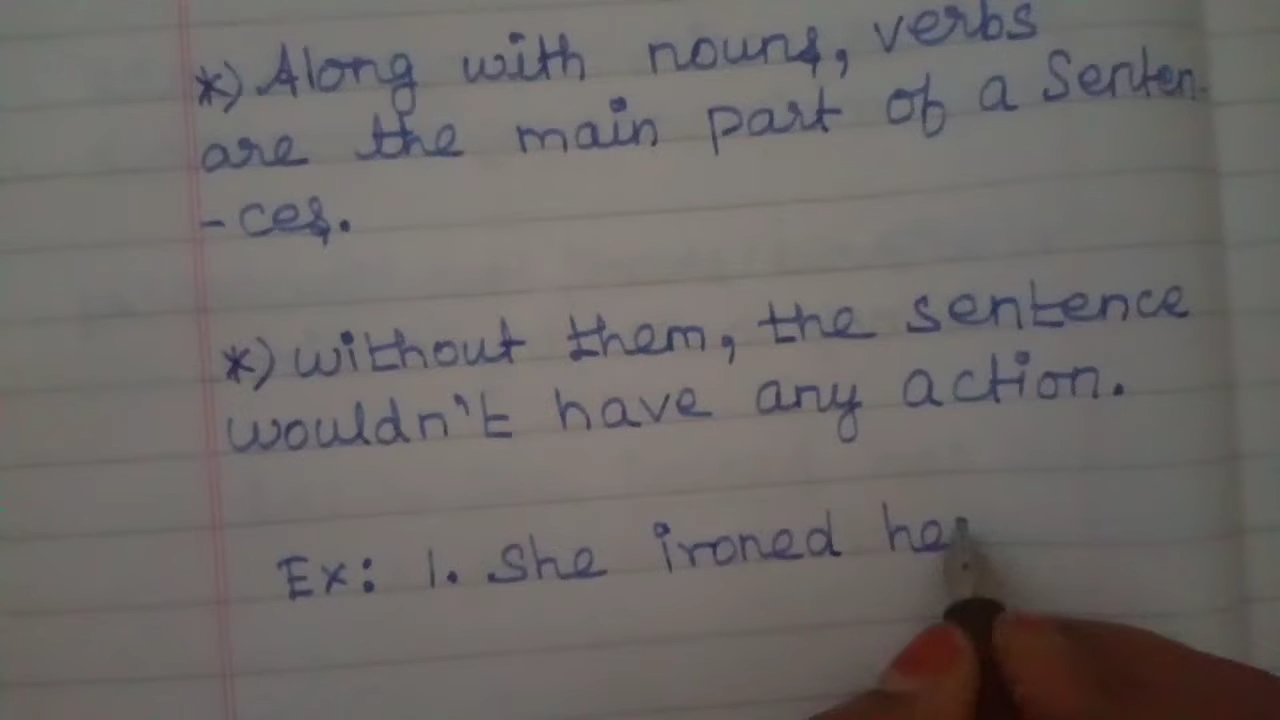 *) Along with nouns, verbs
are the main part of a Senten
-ces.
*) without them, the sentence
wouldn't have any action.
Ex: 1. She ironed he